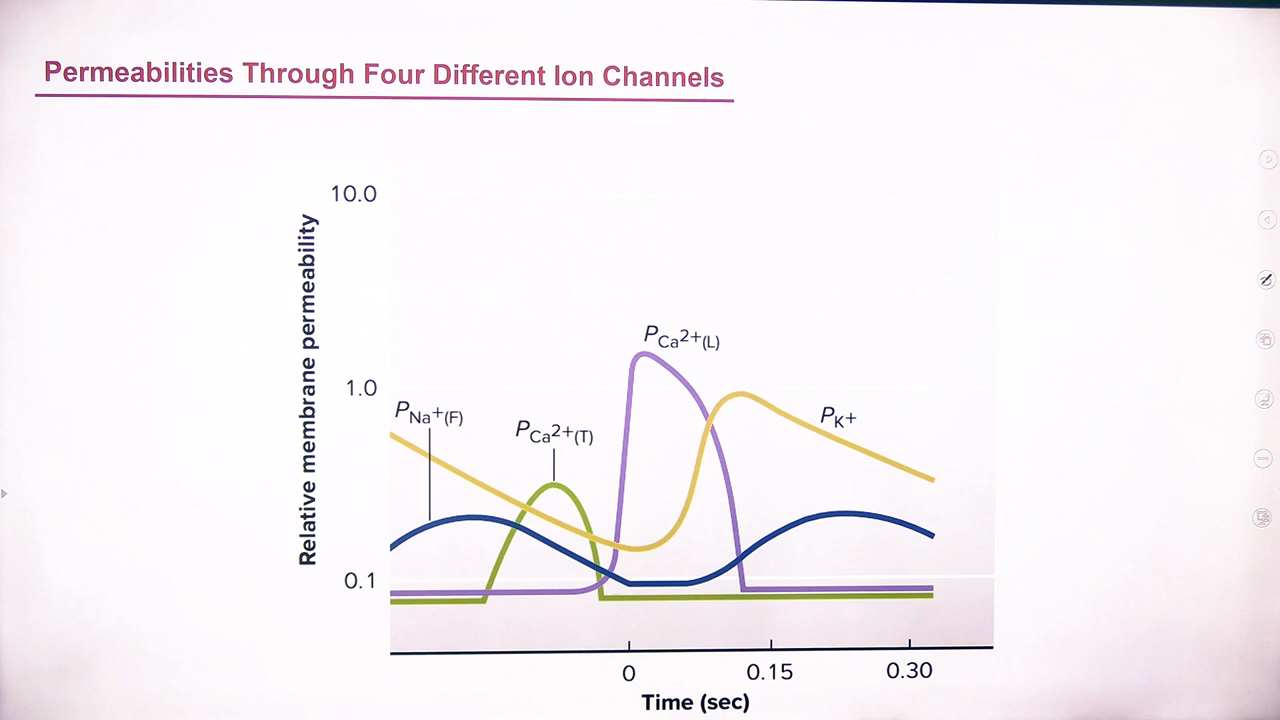 Permeabilities Through Four Different Ion Channels
10.0
Relative membrane permeability
PCa2+(L)
1.0
PNa+(F)
PCa2+(T)
PK+
0.1
0 0.15 0.30
Time (sec)